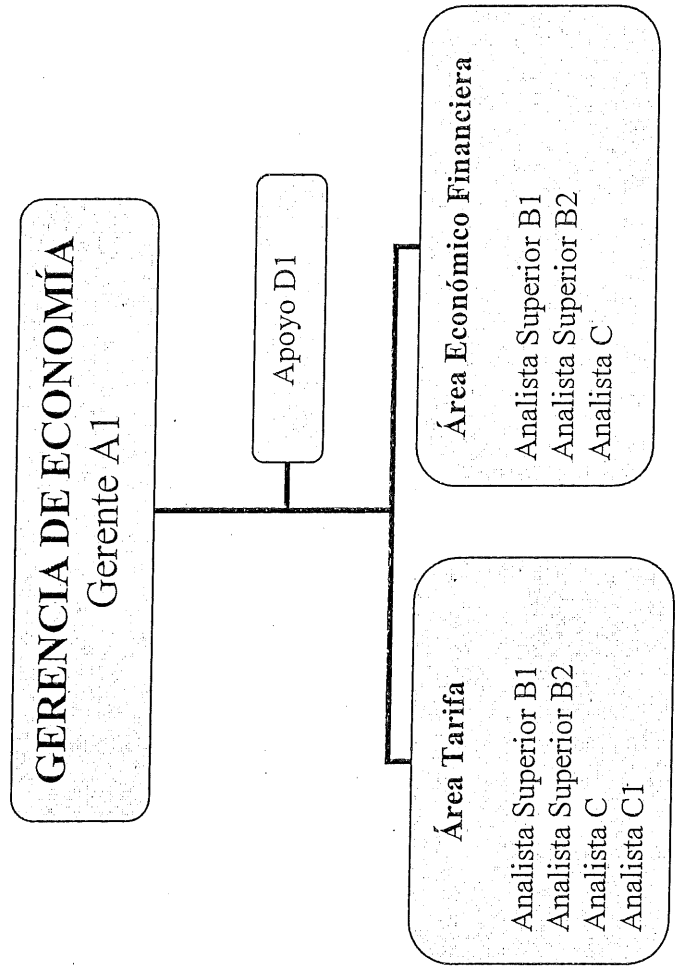 GERENCIA DE ECONOMÍA
Gerente A1
Apoyo D1
Área Tarifa
Analista Superior B1
Analista Superior B2
Analista C
Analista C1
Área Económico Financiera
Analista Superior B1
Analista Superior B2
Analista C